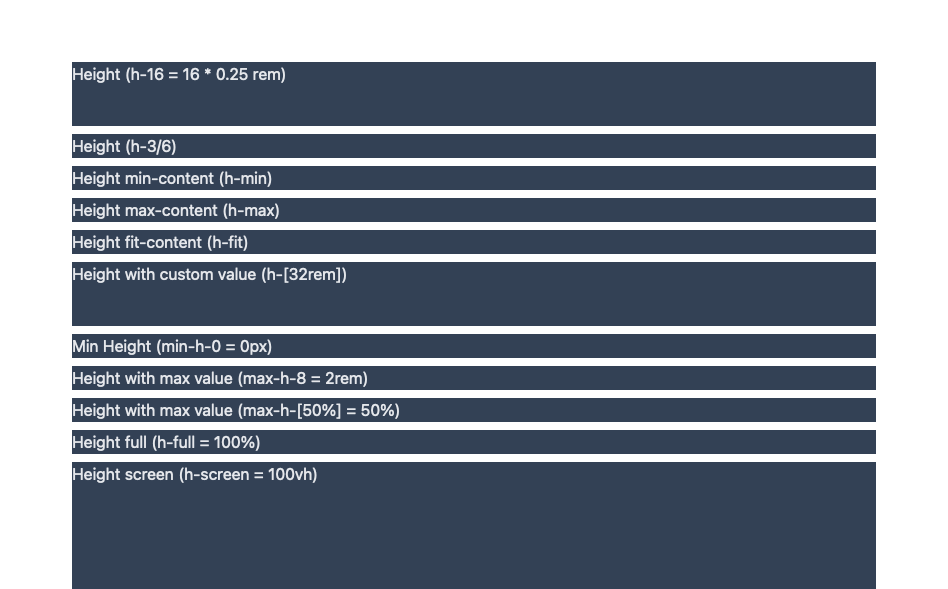 Height (h-16 = 16 * 0.25 rem)
Height (h-3/6)
Height min-content (h-min)
Height max-content (h-max)
Height fit-content (h-fit)
Height with custom value (h-[32rem])
Min Height (min-h-0 = 0px)
Height with max value (max-h-8 = 2rem)
Height with max value (max-h-[50%] = 50%)
Height full (h-full = 100%)
Height screen (h-screen = 100vh)